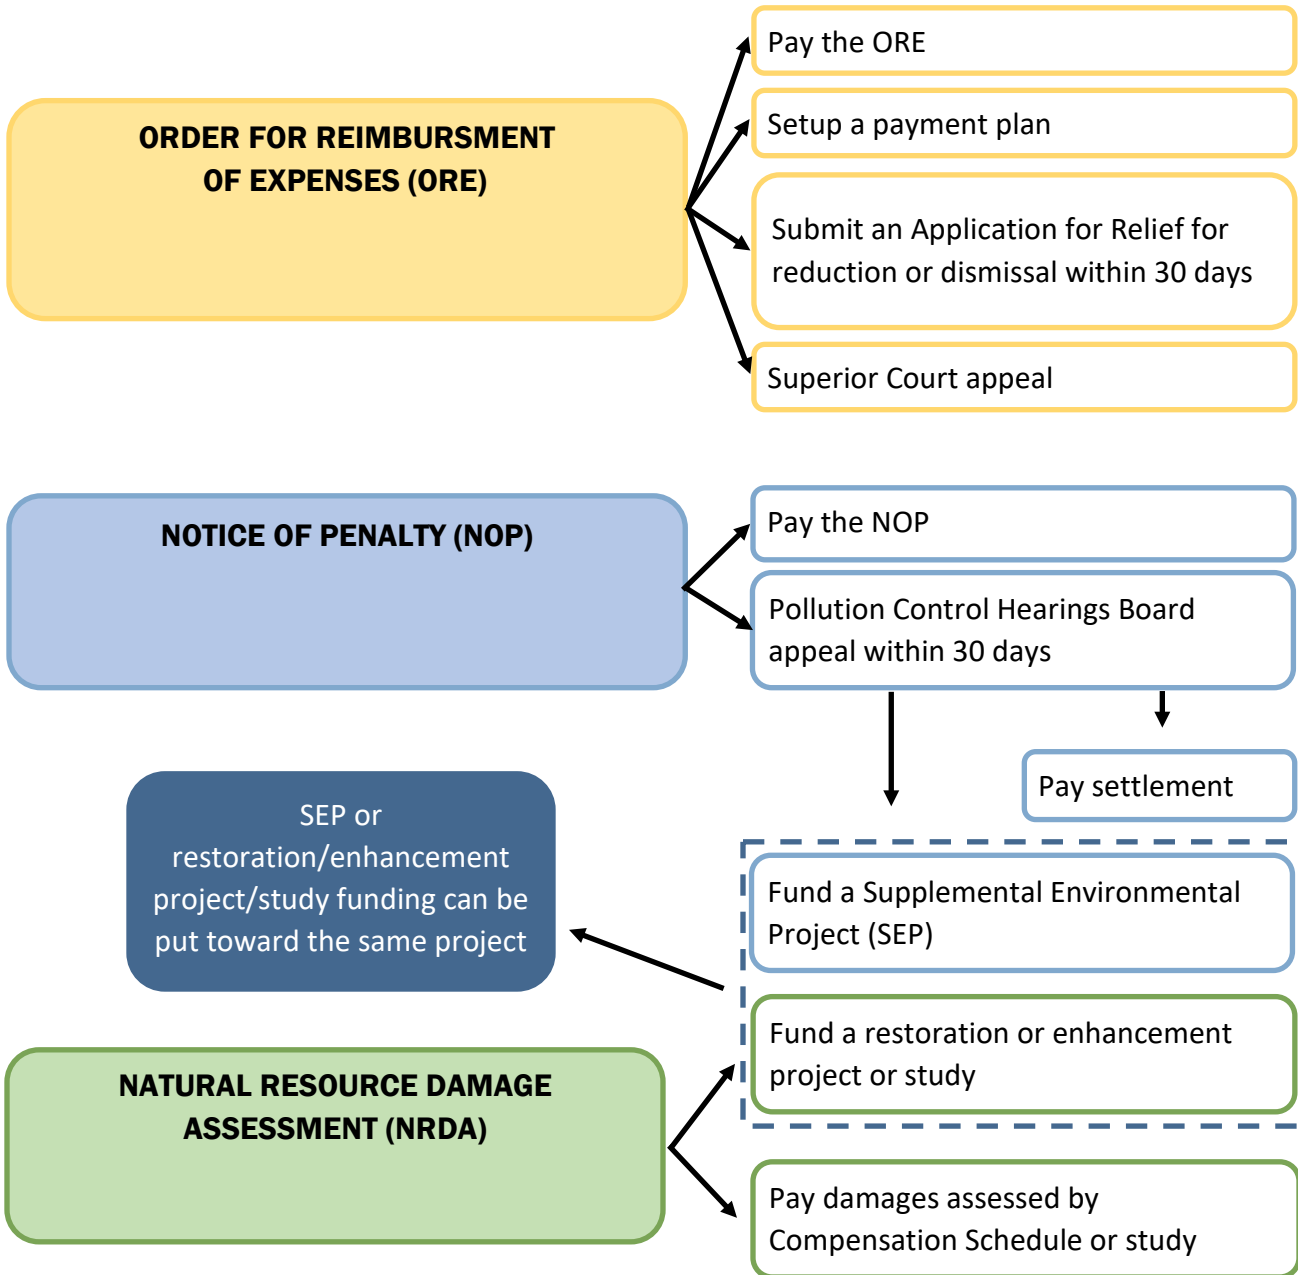 ORDER FOR REIMBURSMENT
OF EXPENSES (ORE)
Pay the ORE
Setup a payment plan
Submit an Application for Relief for
reduction or dismissal within 30 days
Superior Court appeal
NOTICE OF PENALTY (NOP)
Pay the NOP
Pollution Control Hearings Board
appeal within 30 days
Pay settlement
SEP or
restoration/enhancement
project/study funding can be
put toward the same project
Fund a Supplemental Environmental
Project (SEP)
Fund a restoration or enhancement
project or study
NATURAL RESOURCE DAMAGE
ASSESSMENT (NRDA)
Pay damages assessed by
Compensation Schedule or study